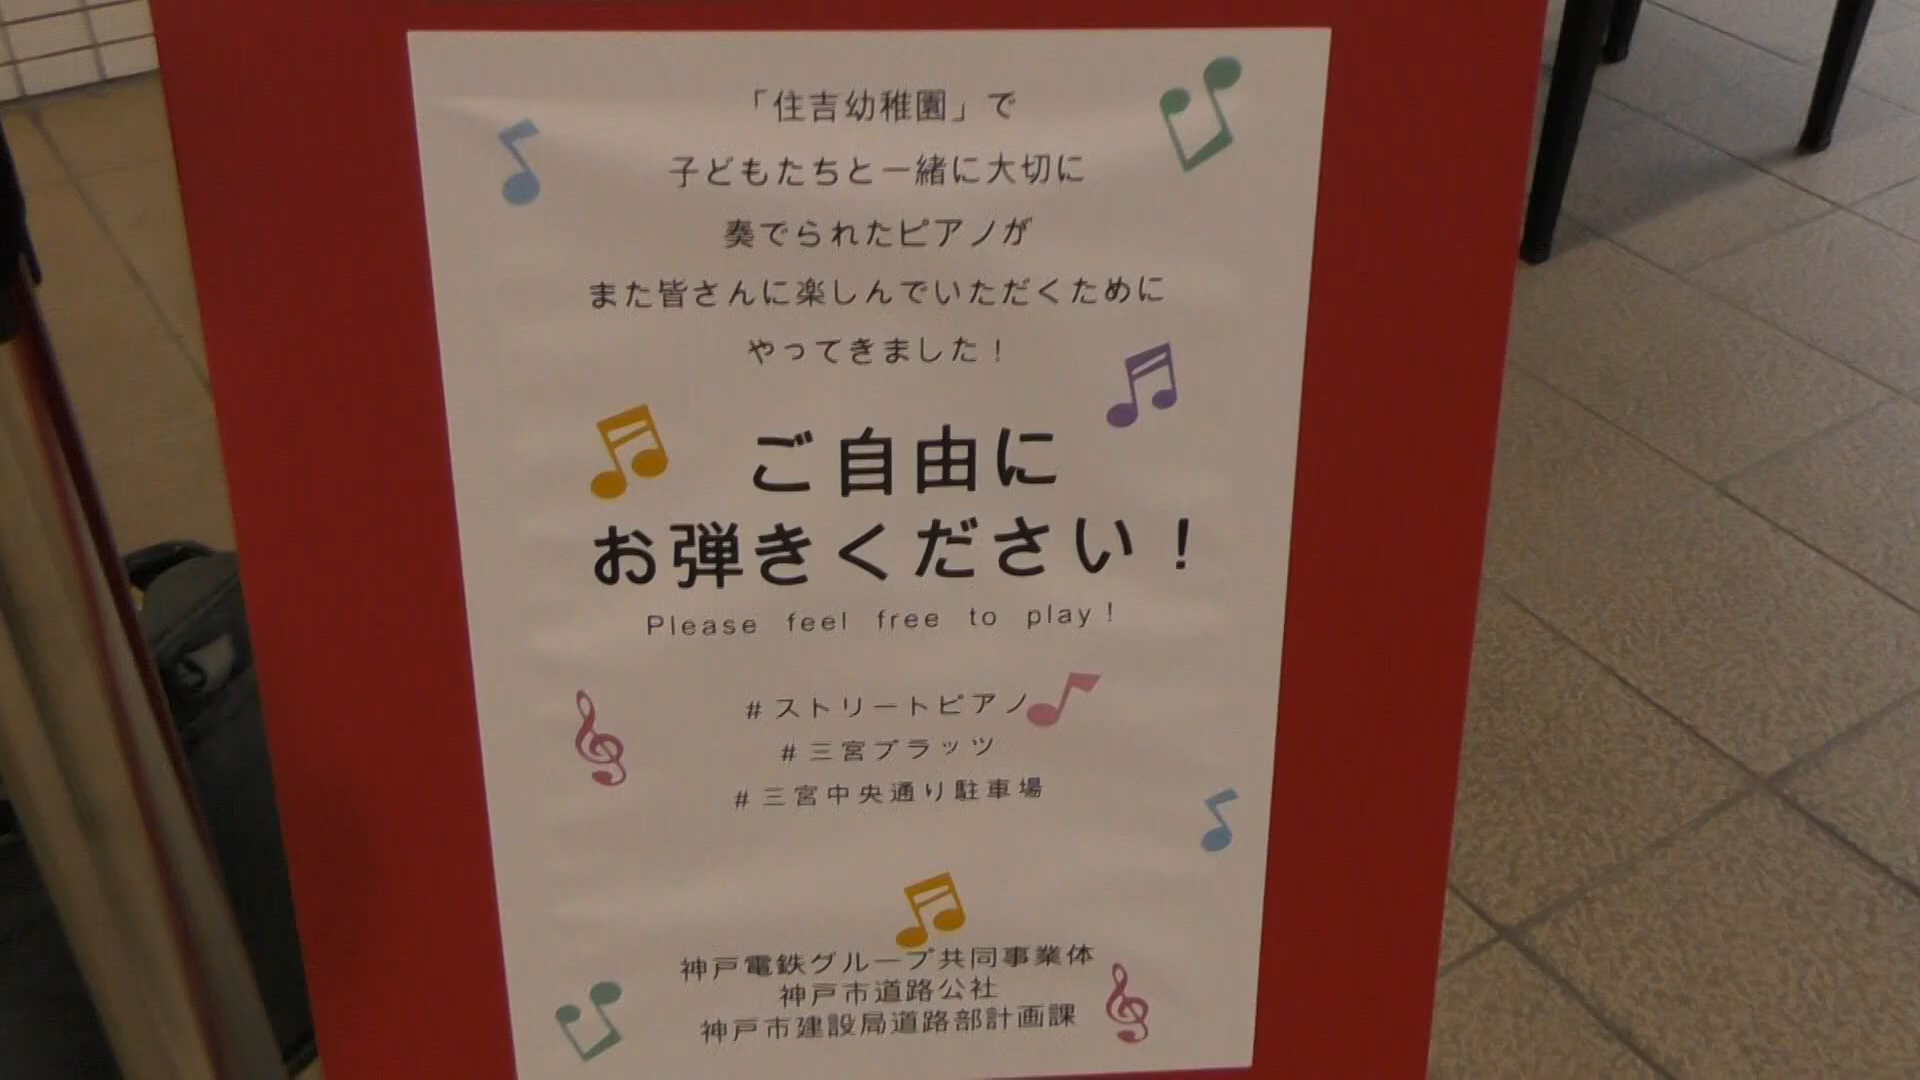 「住吉幼稚園」で
子どもたちと一緒に大切に
奏でられたピアノが
また皆さんに楽しんでいただくために
やってきました！
ご自由に
お弾きください！
Please feel free to play!
#ストリートピアノ
#三宮プラッツ
#三宮中央通り駐車場
神戸電鉄グループ共同事業体
神戸市道路公社
神戸市建設局道路部計画課